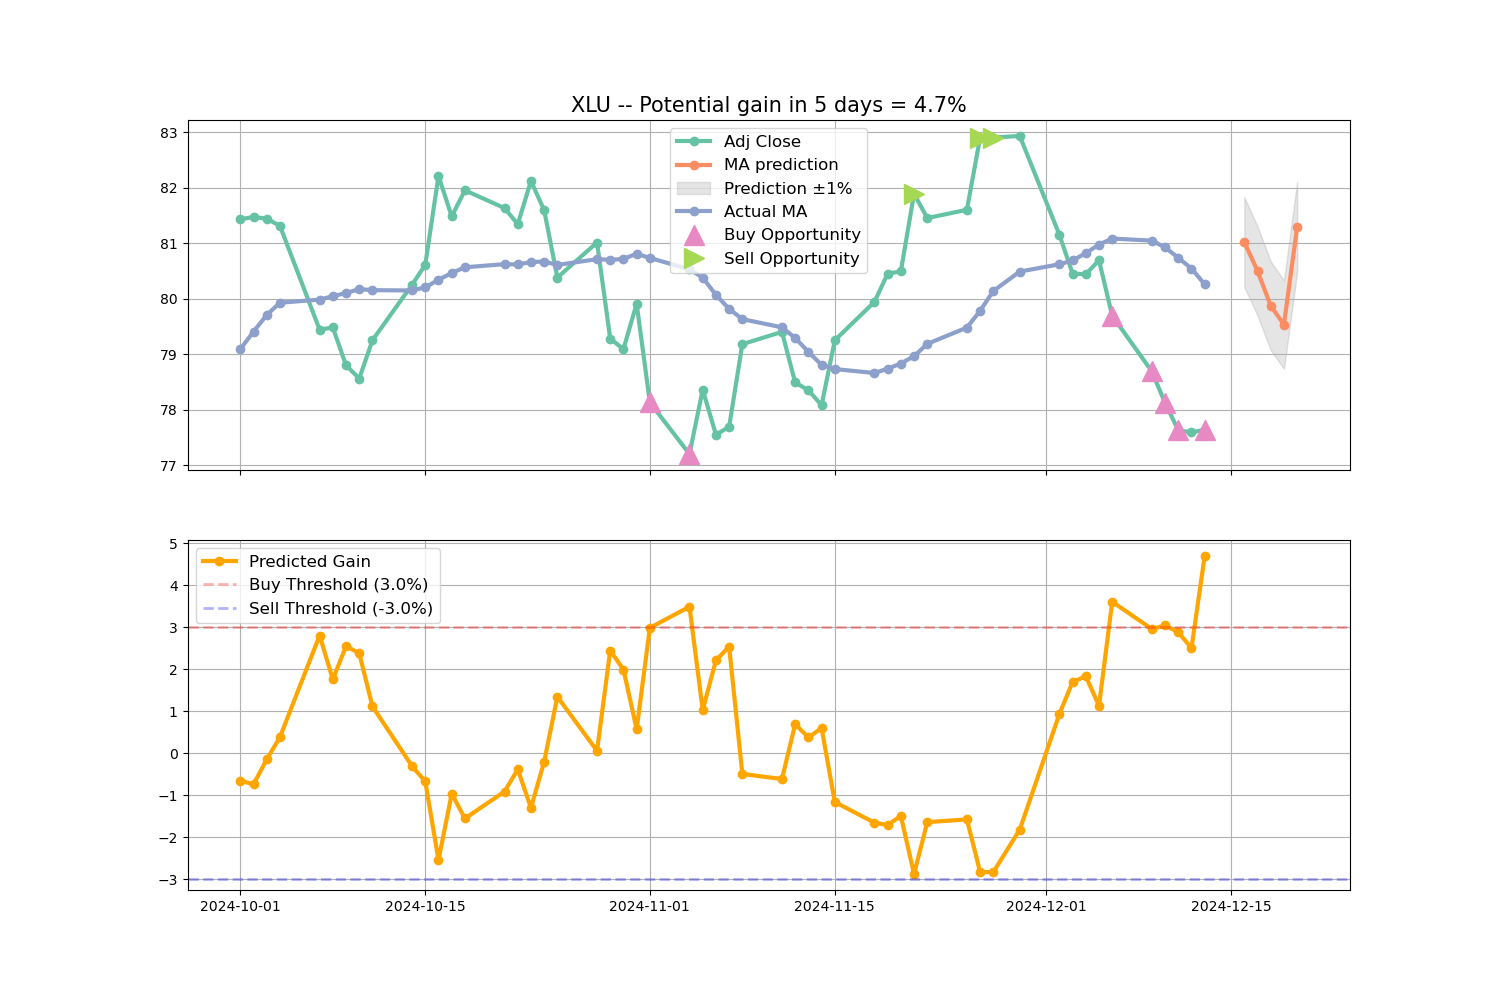 XLU -- Potential gain in 5 days = 4.7%
83
82
81
80
79
78
77
Adj Close
MA prediction
Prediction ±1%
Actual MA
Buy Opportunity
Sell Opportunity
5
4
3
2
1
0
−1
−2
−3
Predicted Gain
Buy Threshold (3.0%)
Sell Threshold (-3.0%)
2024-10-01
2024-10-15
2024-11-01
2024-11-15
2024-12-01
2024-12-15